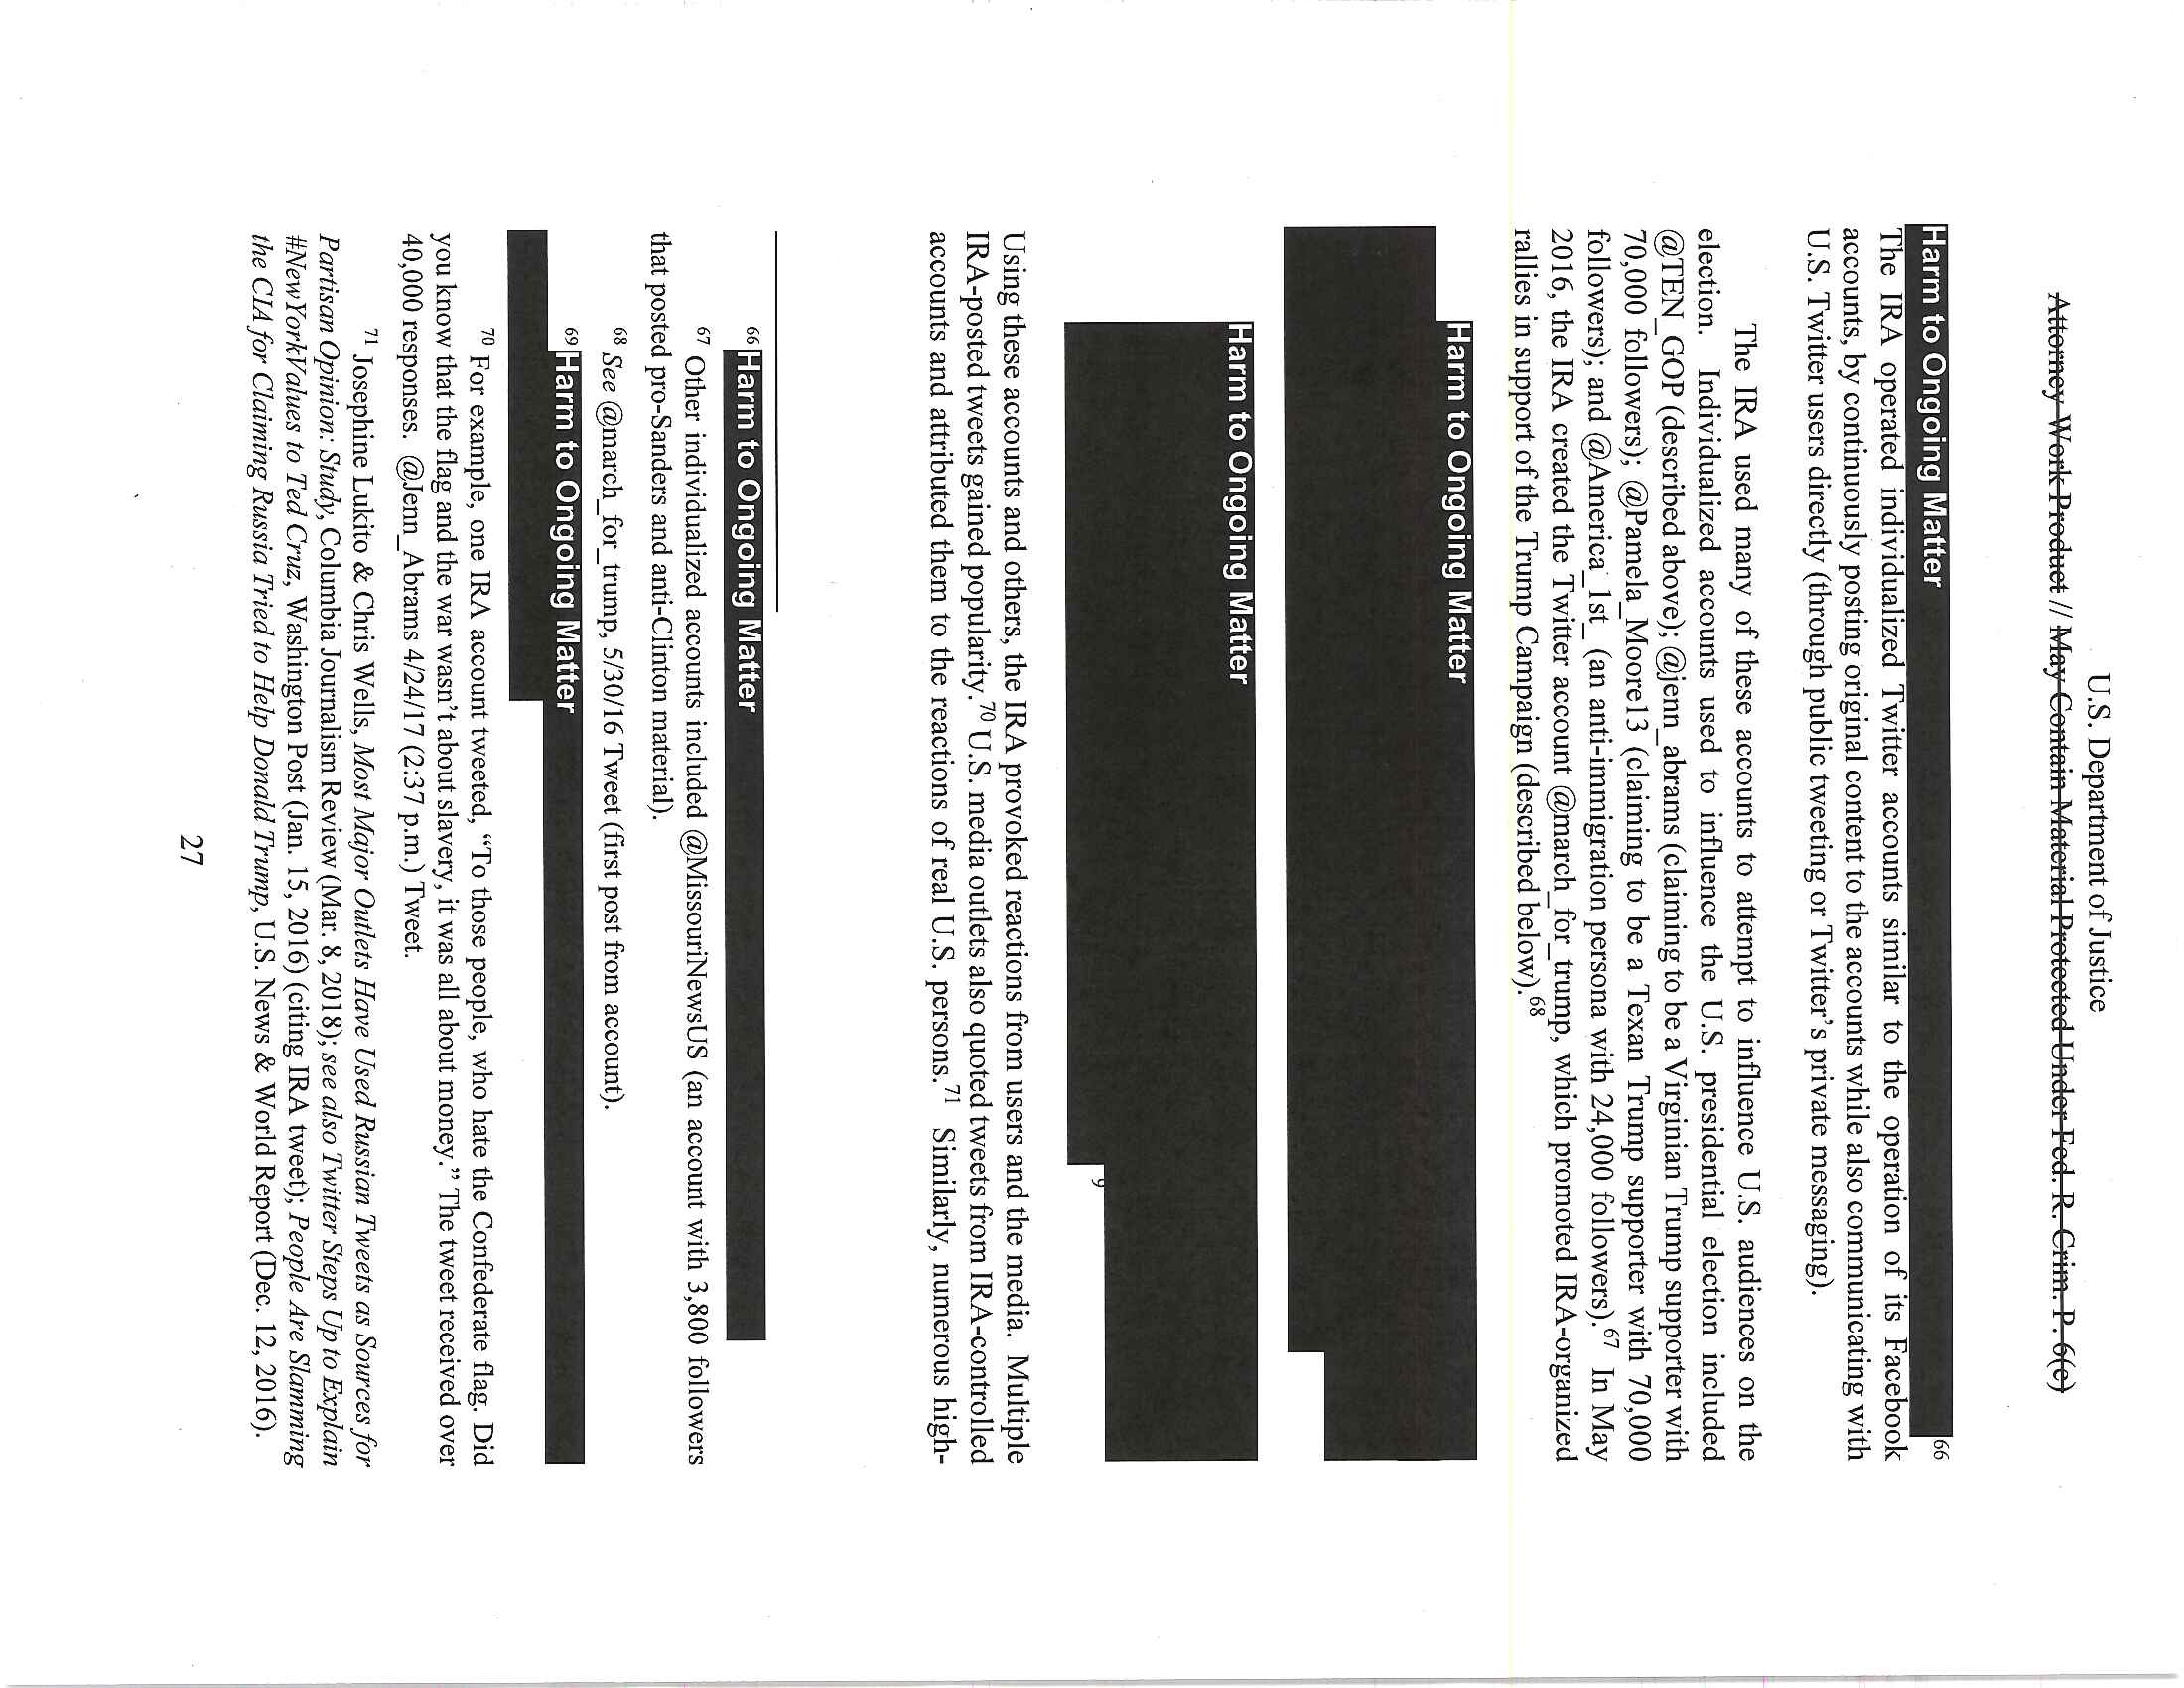 U.S. Department of Justice
Attorney Work Product // May Contain Material Protected Under Fed. R. Crim. P. 6(e)
Harm to Ongoing Matter 66
The IRA operated individualized Twitter accounts similar to the operation of its Facebook
accounts, by continuously posting original content to the accounts while also communicating with
U.S. Twitter users directly (through public tweeting or Twitter's private messaging).
The IRA used many of these accounts to attempt to influence U.S. audiences on the
election. Individualized accounts used to influence the U.S. presidential election included
@TEN_GOP (described above); @jenn_abrams (claiming to be a Virginian Trump supporter with
70,000 followers); @Pamela_Moore13 (claiming to be a Texan Trump supporter with 70,000
followers); and @America_1st_ (an anti-immigration persona with 24,000 followers).67 In May
2016, the IRA created the Twitter account @march_for_trump, which promoted IRA-organized
rallies in support of the Trump Campaign (described below).68
Harm to Ongoing Matter
Harm to Ongoing Matter
9
Using these accounts and others, the IRA provoked reactions from users and the media. Multiple
IRA-posted tweets gained popularity.70 U.S. media outlets also quoted tweets from IRA-controlled
accounts and attributed them to the reactions of real U.S. persons.71 Similarly, numerous high-
66 Harm to Ongoing Matter
67 Other individualized accounts included @MissouriNewsUS (an account with 3,800 followers
that posted pro-Sanders and anti-Clinton material).
68 See @march_for_trump, 5/30/16 Tweet (first post from account).
69 Harm to Ongoing Matter
70 For example, one IRA account tweeted, "To those people, who hate the Confederate flag. Did
you know that the flag and the war wasn't about slavery, it was all about money." The tweet received over
40,000 responses. @Jenn_Abrams 4/24/17 (2:37 p.m.) Tweet.
71 Josephine Lukito & Chris Wells, Most Major Outlets Have Used Russian Tweets as Sources for
Partisan Opinion: Study, Columbia Journalism Review (Mar. 8, 2018); see also Twitter Steps Up to Explain
#NewYorkValues to Ted Cruz, Washington Post (Jan. 15, 2016) (citing IRA tweet); People Are Slamming
the CIA for Claiming Russia Tried to Help Donald Trump, U.S. News & World Report (Dec. 12, 2016).
27